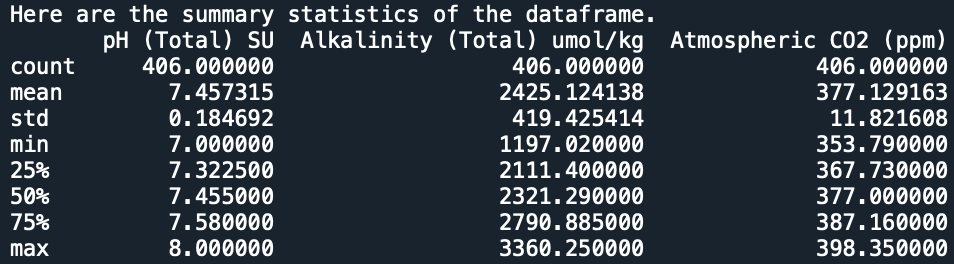 Here are the summary statistics of the dataframe.
pH (Total) SU Alkalinity (Total) umol/kg Atmospheric CO2 (ppm)
count 406.000000 406.000000 406.000000
mean 7.457315 2425.124138 377.129163
std 0.184692 419.425414 11.821608
min 7.000000 1197.020000 353.790000
25% 7.322500 2111.400000 367.730000
50% 7.455000 2321.290000 377.000000
75% 7.580000 2790.885000 387.160000
max 8.000000 3360.250000 398.350000